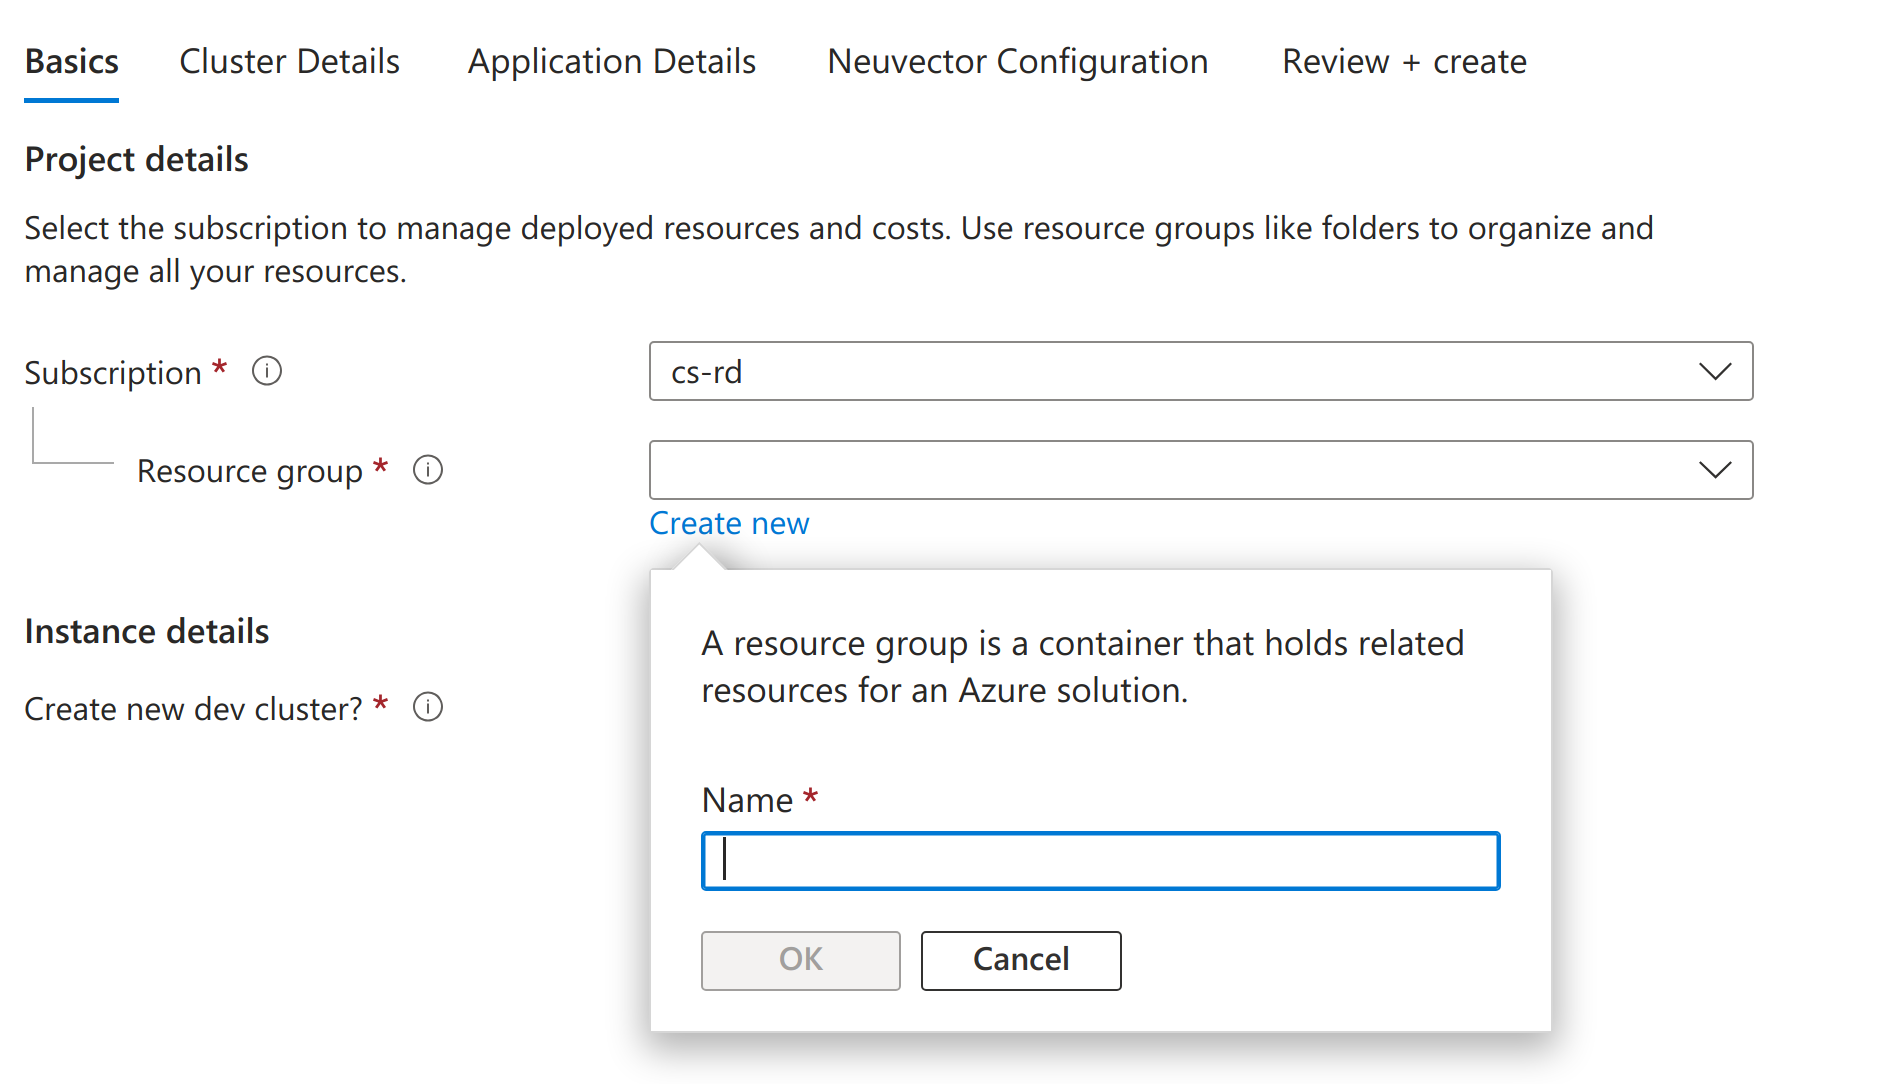 Basics Cluster Details Application Details Neuvector Configuration Review + create
Project details
Select the subscription to manage deployed resources and costs. Use resource groups like folders to organize and
manage all your resources.
Subscription * cs-rd
Resource group *
Create new
A resource group is a container that holds related
resources for an Azure solution.
Name *
OK Cancel
Instance details
Create new dev cluster? *